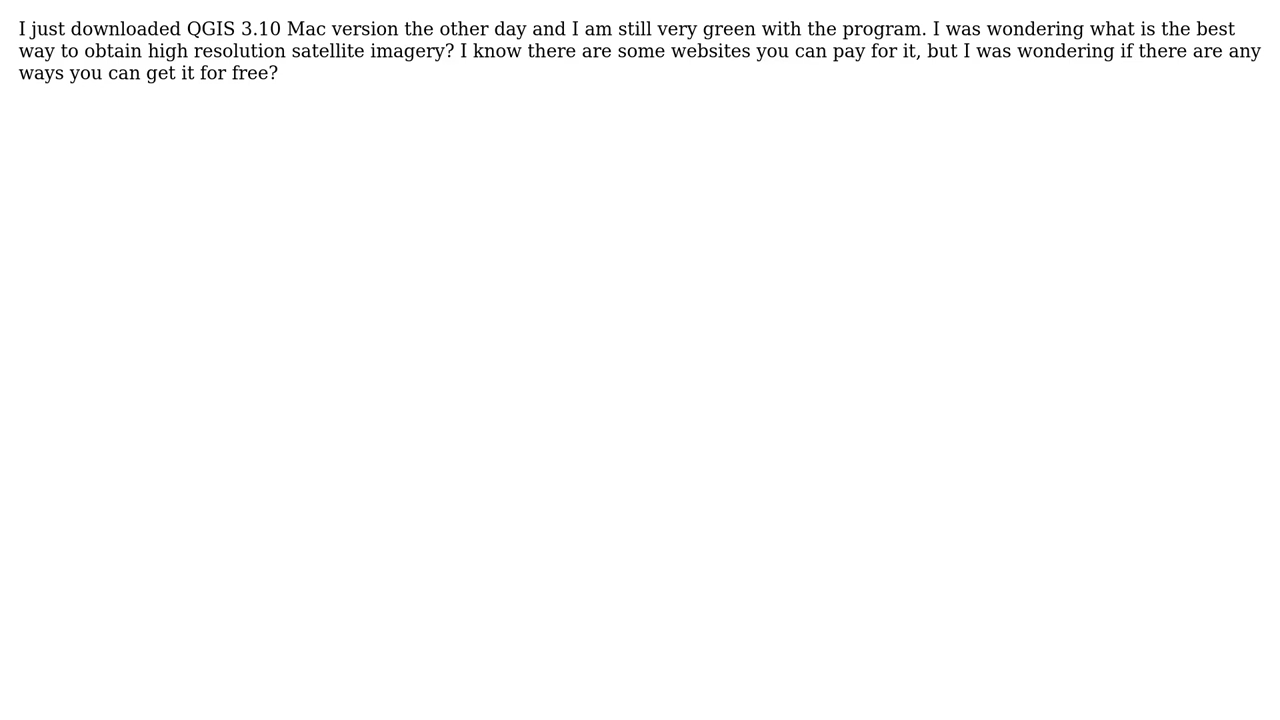 I just downloaded QGIS 3.10 Mac version the other day and I am still very green with the program. I was wondering what is the best
way to obtain high resolution satellite imagery? I know there are some websites you can pay for it, but I was wondering if there are any
ways you can get it for free?